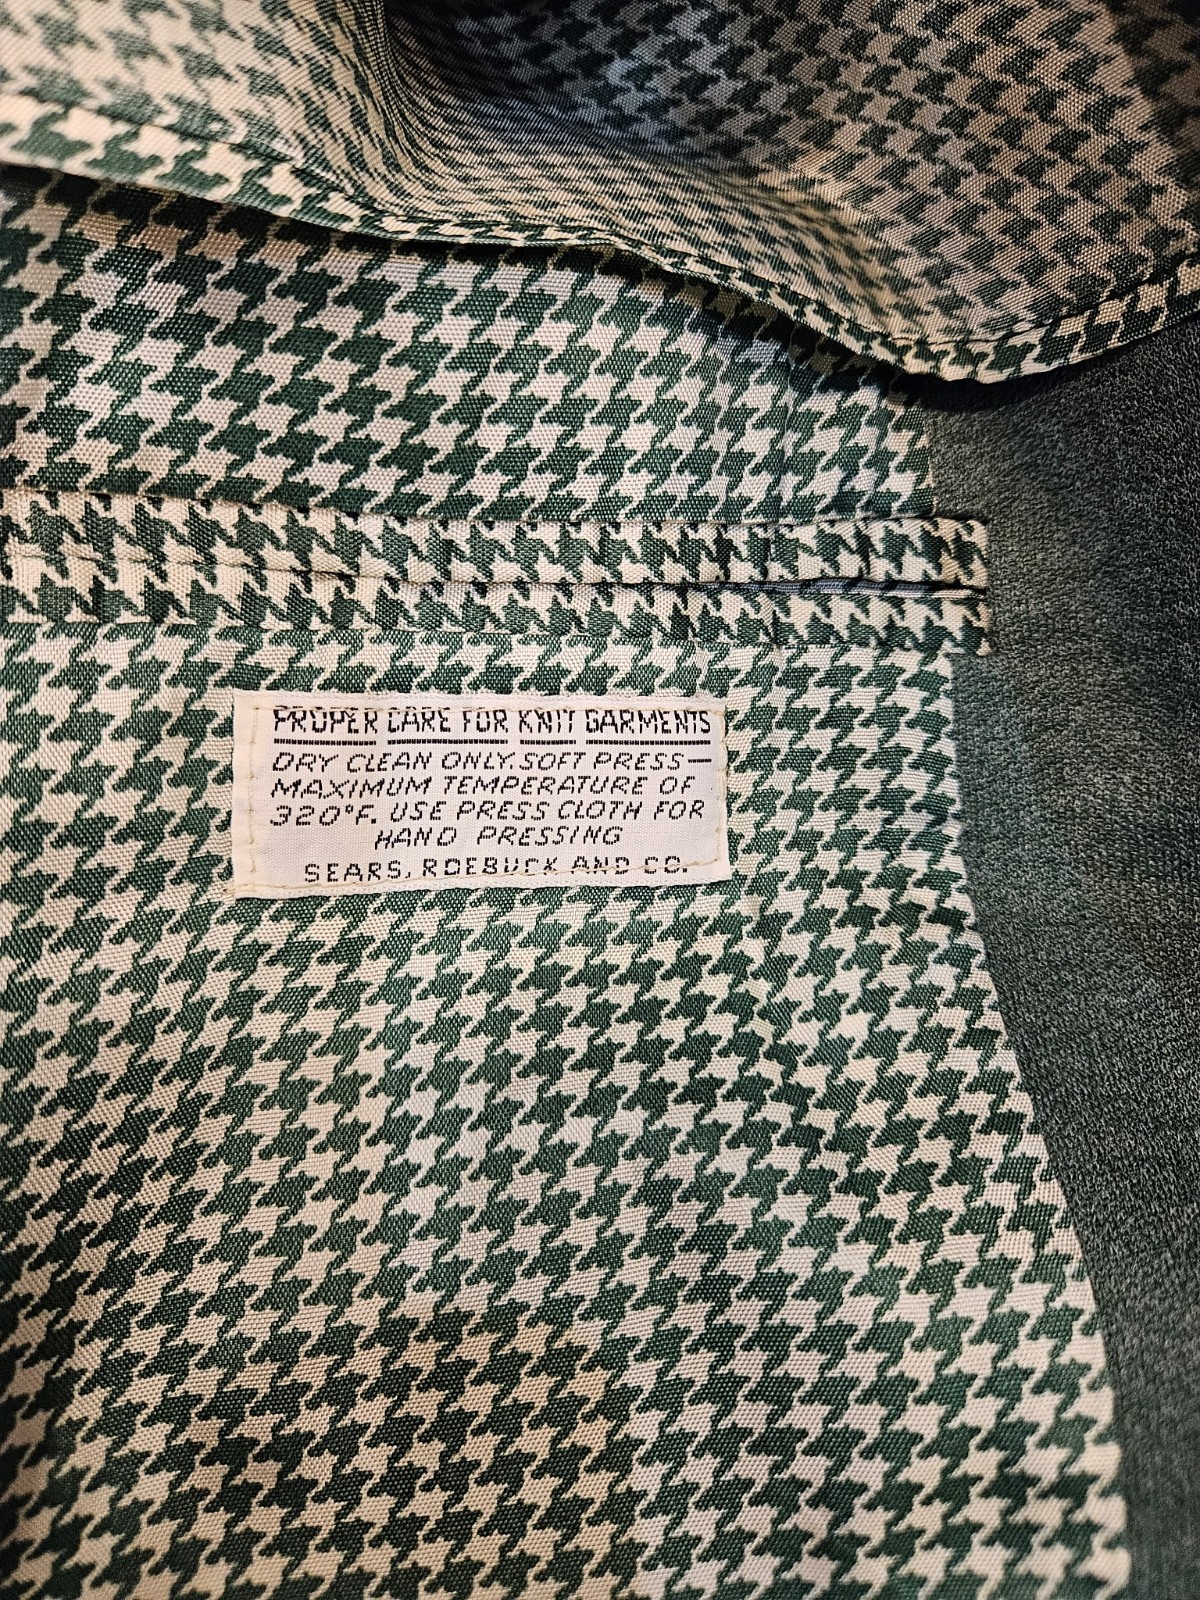 PROPER CARE FOR KNIT GARMENTS
DRY CLEAN ONLY. SOFT PRESS—
MAXIMUM TEMPERATURE OF
320°F. USE PRESS CLOTH FOR
HAND PRESSING
SEARS, ROEBUCK AND CO.